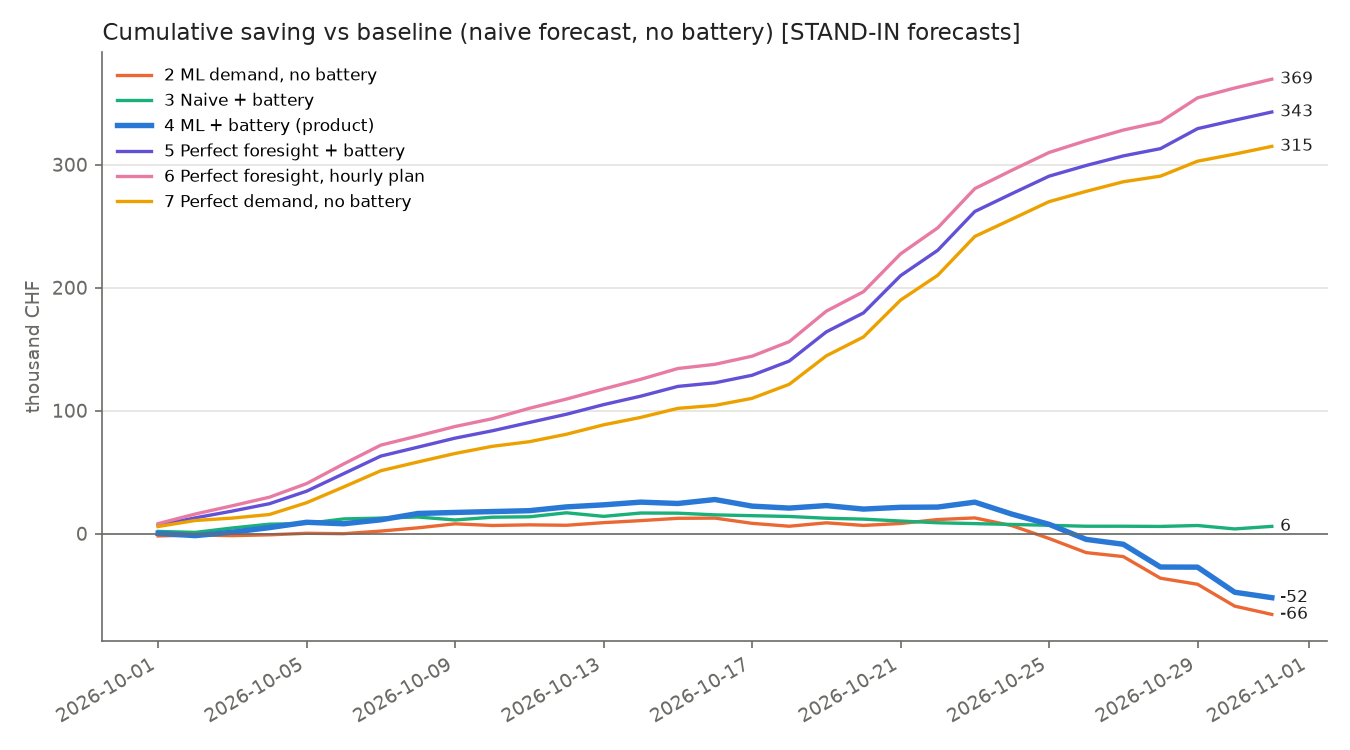 Cumulative saving vs baseline (naive forecast, no battery) [STAND-IN forecasts]
2 ML demand, no battery
3 Naive + battery
4 ML + battery (product)
5 Perfect foresight + battery
6 Perfect foresight, hourly plan
7 Perfect demand, no battery
thousand CHF
300
200
100
0
369
343
315
6
-52
-66
2026-10-01
2026-10-05
2026-10-09
2026-10-13
2026-10-17
2026-10-21
2026-10-25
2026-10-29
2026-11-01